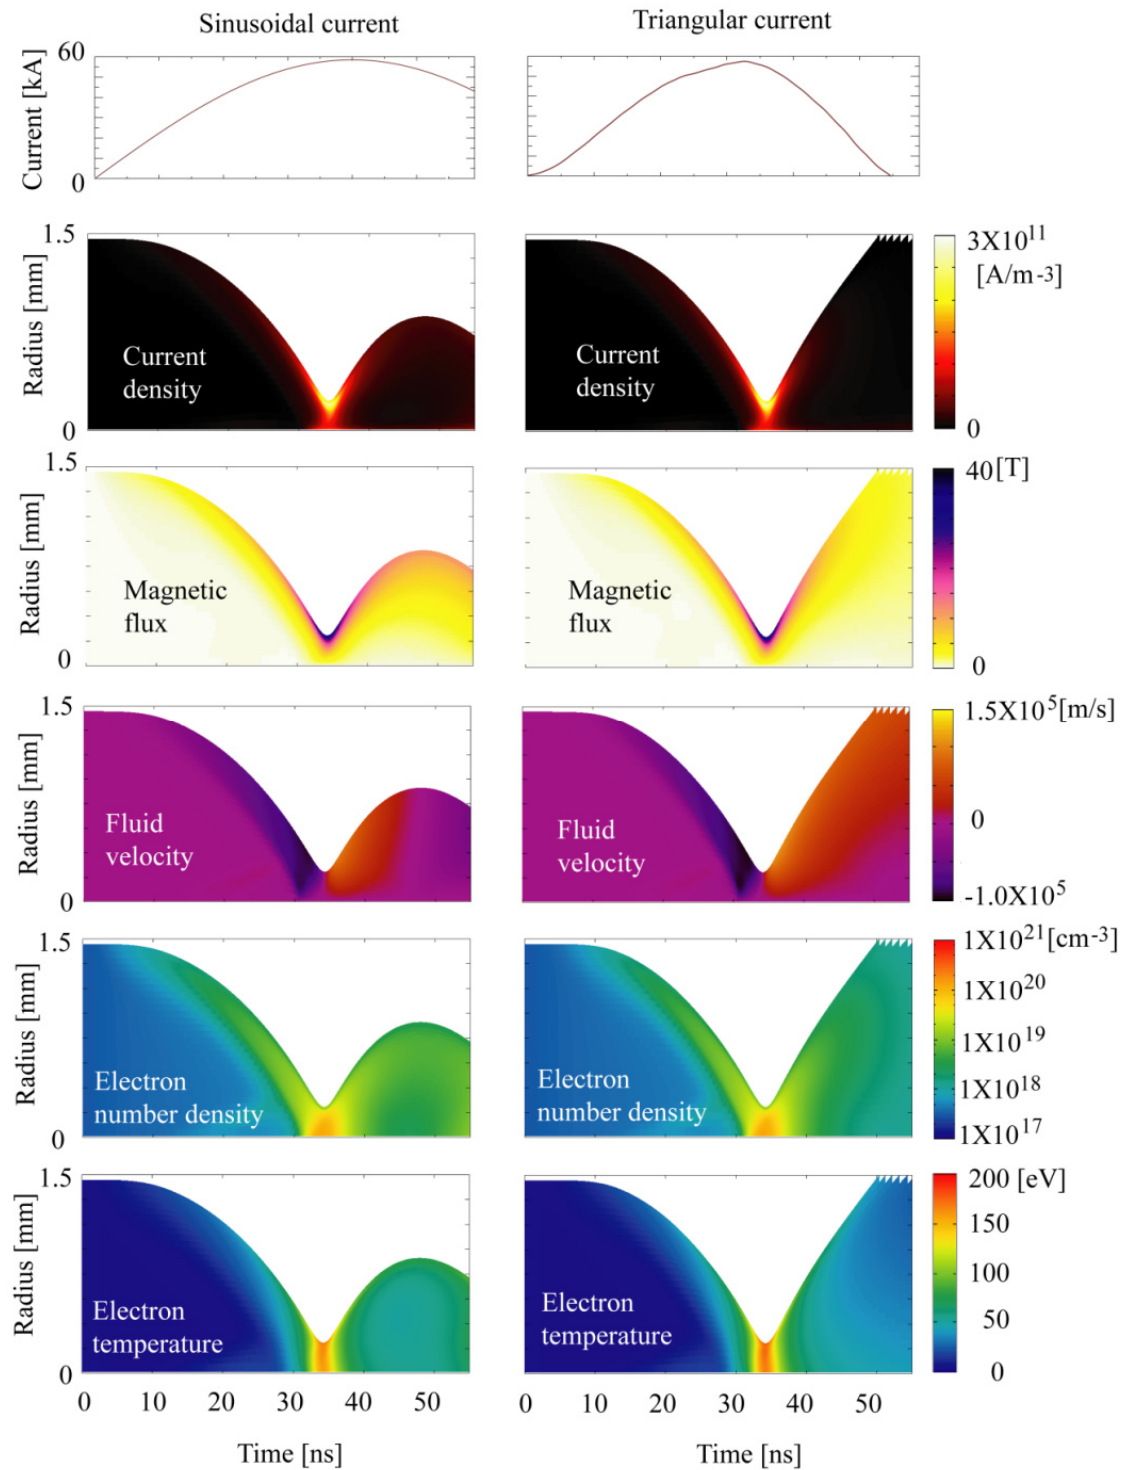 Sinusoidal current
Triangular current
Current [kA]
60
0
Radius [mm]
1.5
0
Current
density
Current
density
3X10^11
[A/m-3]
0
Radius [mm]
1.5
0
Magnetic
flux
Magnetic
flux
40 [T]
0
Radius [mm]
1.5
0
Fluid
velocity
Fluid
velocity
1.5X10^5[m/s]
0
-1.0X10^5
Radius [mm]
1.5
0
Electron
number density
Electron
number density
1X10^21[cm-3]
1X10^20
1X10^19
1X10^18
1X10^17
Radius [mm]
1.5
0
Electron
temperature
Electron
temperature
200 [eV]
150
100
50
0
0 10 20 30 40 50
0 10 20 30 40 50
Time [ns]
Time [ns]